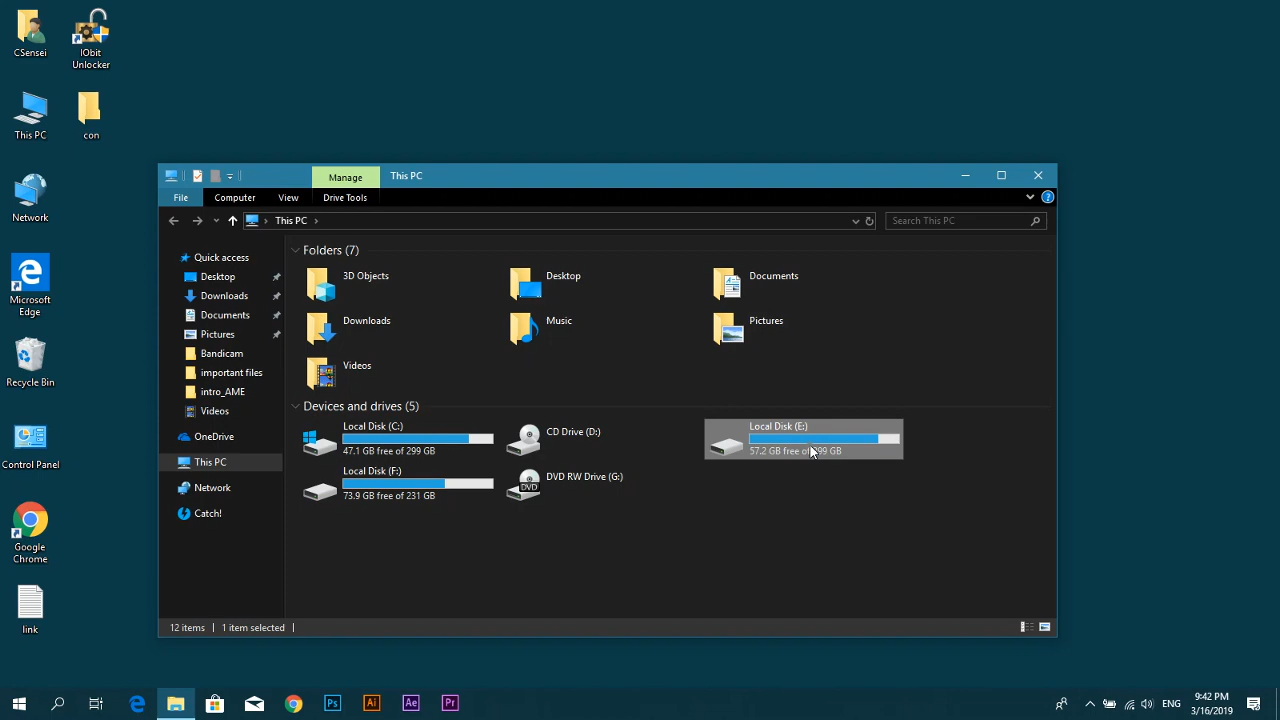 CSensei
IObit
Unlocker
This PC
con
Network
Microsoft
Edge
Recycle Bin
Control Panel
Google
Chrome
link
Manage
This PC
File
Computer
View
Drive Tools
This PC
Search This PC
Quick access
Desktop
Downloads
Documents
Pictures
Bandicam
important files
intro_AME
Videos
OneDrive
This PC
Network
Catch!
Folders (7)
3D Objects
Desktop
Documents
Downloads
Music
Pictures
Videos
Devices and drives (5)
Local Disk (C:)
47.1 GB free of 299 GB
CD Drive (D:)
Local Disk (E:)
57.2 GB free of 299 GB
Local Disk (F:)
73.9 GB free of 231 GB
DVD
DVD RW Drive (G:)
12 items
1 item selected
Ps
Ai
Ae
Pr
ENG
9:42 PM
3/16/2019